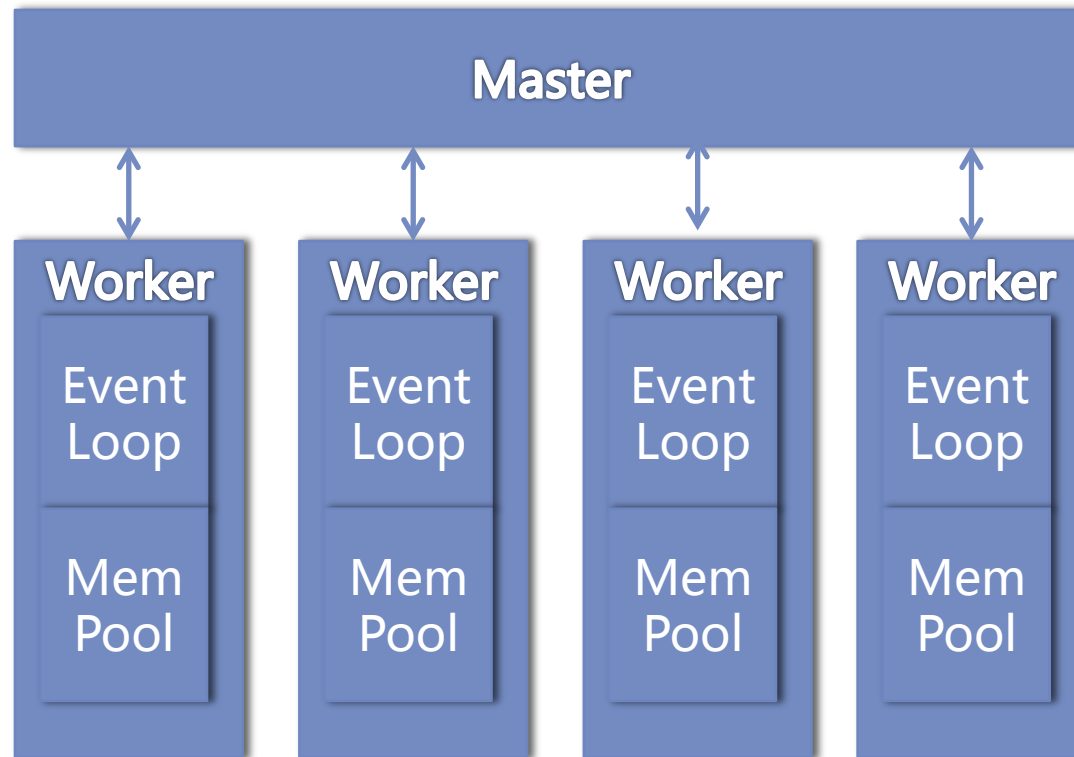 Master
Worker
Event
Loop
Mem
Pool
Worker
Event
Loop
Mem
Pool
Worker
Event
Loop
Mem
Pool
Worker
Event
Loop
Mem
Pool